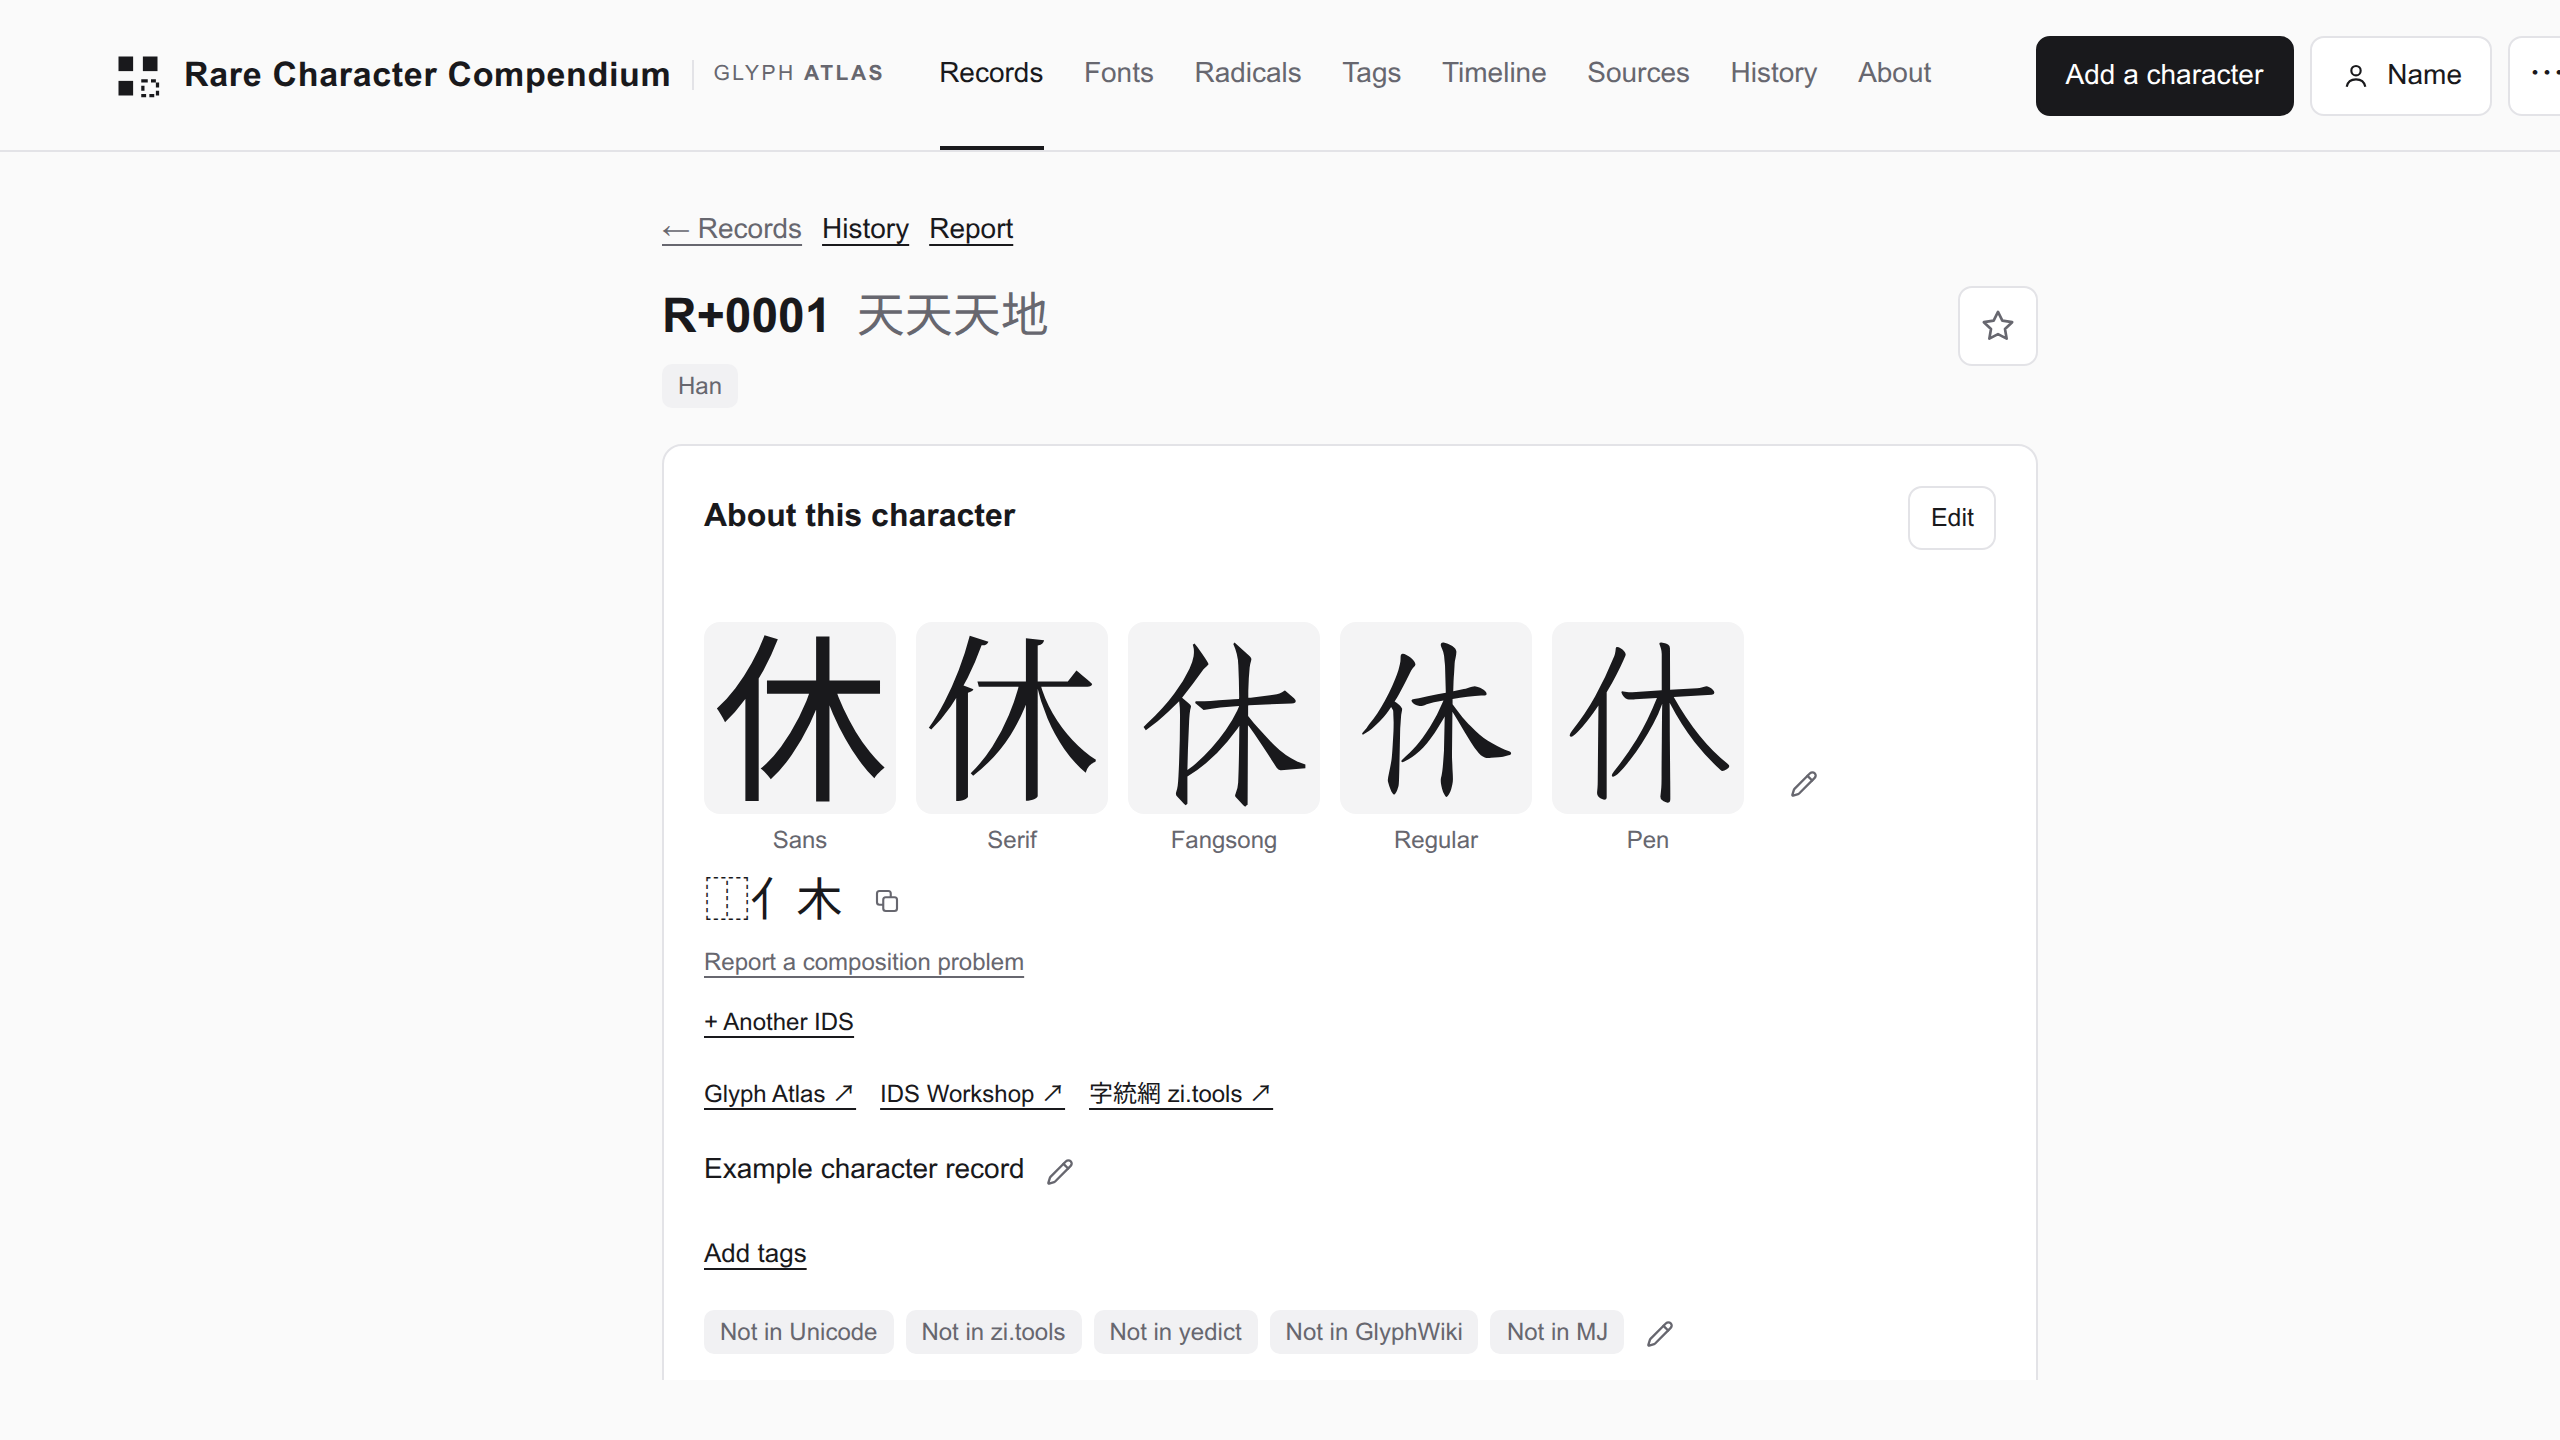 Rare Character Compendium GLYPH ATLAS Records Fonts Radicals Tags Timeline Sources History About Add a character Name ...
← Records History Report
R+0001 天天天地
Han
About this character Edit
休 休 休 休 休
Sans Serif Fangsong Regular Pen
⿰亻木
Report a composition problem
+ Another IDS
Glyph Atlas ↗ IDS Workshop ↗ 字統網 zi.tools ↗
Example character record
Add tags
Not in Unicode Not in zi.tools Not in yedict Not in GlyphWiki Not in MJ